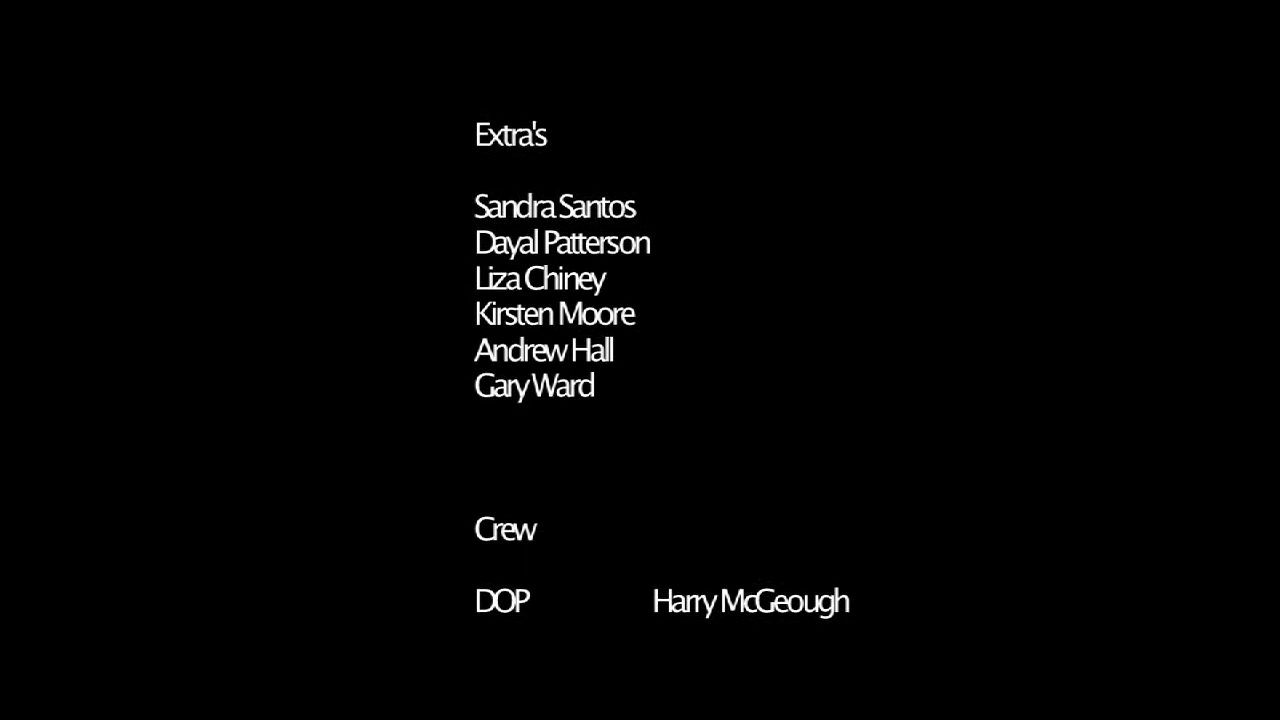 Extra's
Sandra Santos
Dayal Patterson
Liza Chiney
Kirsten Moore
Andrew Hall
Gary Ward
Crew
DOP Harry McGeough